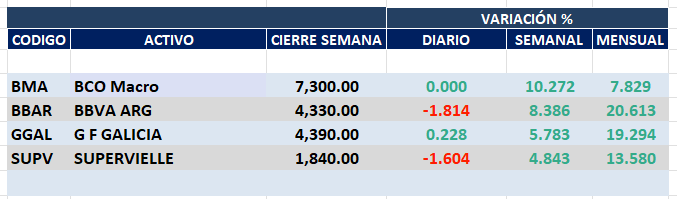 VARIACIÓN %
CODIGO ACTIVO CIERRE SEMANA DIARIO SEMANAL MENSUAL
BMA BCO Macro 7,300.00 0.000 10.272 7.829
BBAR BBVA ARG 4,330.00 -1.814 8.386 20.613
GGAL G F GALICIA 4,390.00 0.228 5.783 19.294
SUPV SUPERVIELLE 1,840.00 -1.604 4.843 13.580